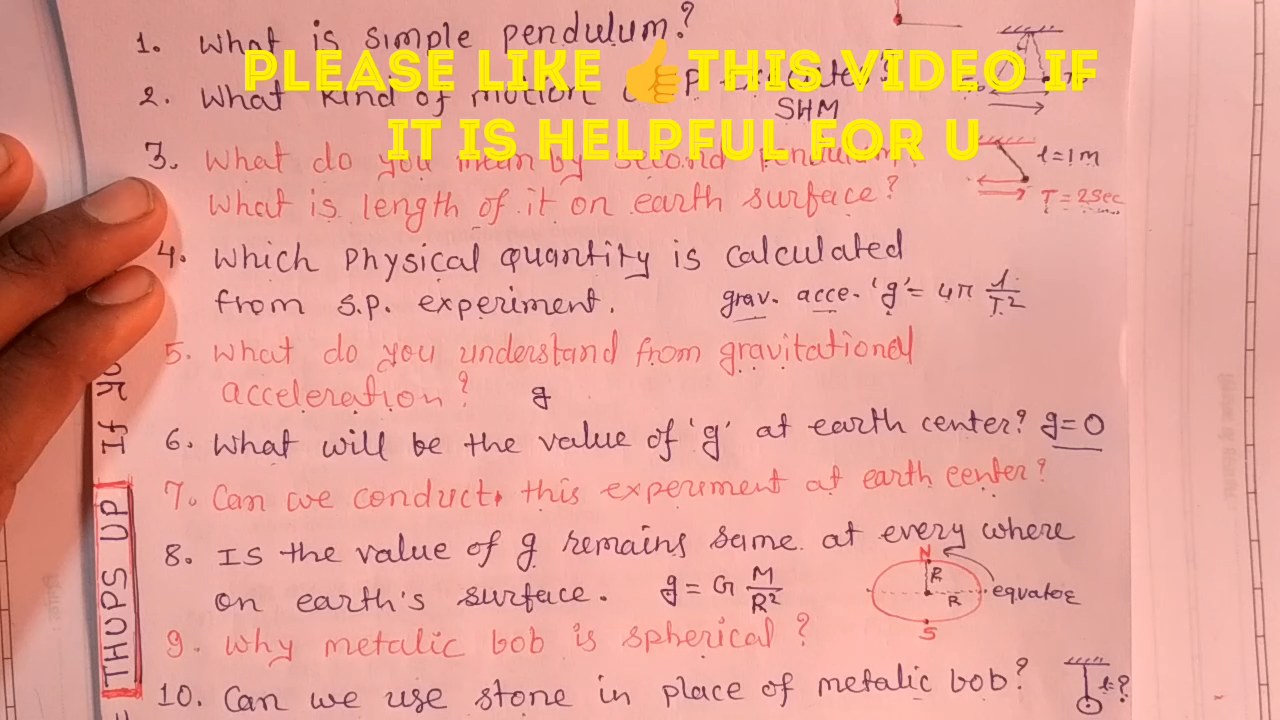 1. What is simple pendulum?
PLEASE LIKE 👍 THIS VIDEO IF
2. What kind of motion
SHM
IT IS HELPFUL FOR U
3. What do you mean by second
l=1m
What is length of it on earth surface?
T=2Sec
4. Which physical quantity is calculated
from s.p. experiment. grav. acce. 'g'= 4π l/T²
5. What do you understand from gravitational
acceleration? g
6. What will be the value of 'g' at earth center? g=0
7. Can we conduct this experiment at earth center?
8. Is the value of g remains same at every where
on earth's surface. g = G M/R²
N
R
R
equator
S
9. Why metalic bob is spherical?
10. Can we use stone in place of metalic bob?
l=?
THUPS UP If